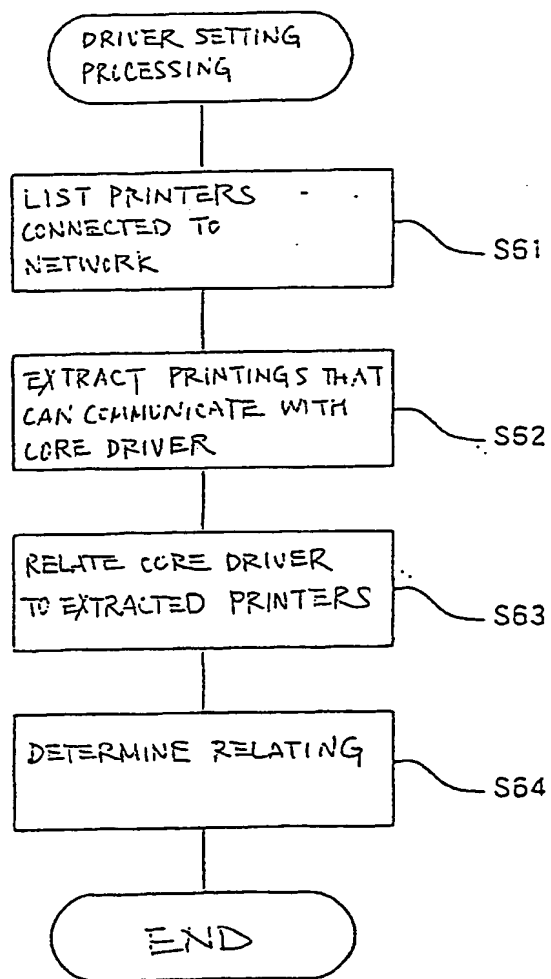 DRIVER SETTING
PROCESSING
LIST PRINTERS
CONNECTED TO
NETWORK
S61
EXTRACT PRINTINGS THAT
CAN COMMUNICATE WITH
CORE DRIVER
S62
RELATE CORE DRIVER
TO EXTRACTED PRINTERS
S63
DETERMINE RELATING
S64
END